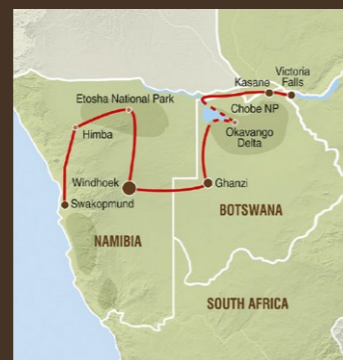 Victoria
Falls
Kasane
Etosha National Park
Chobe NP
Himba
Okavango
Delta
Windhoek
Ghanzi
Swakopmund
BOTSWANA
NAMIBIA
SOUTH AFRICA